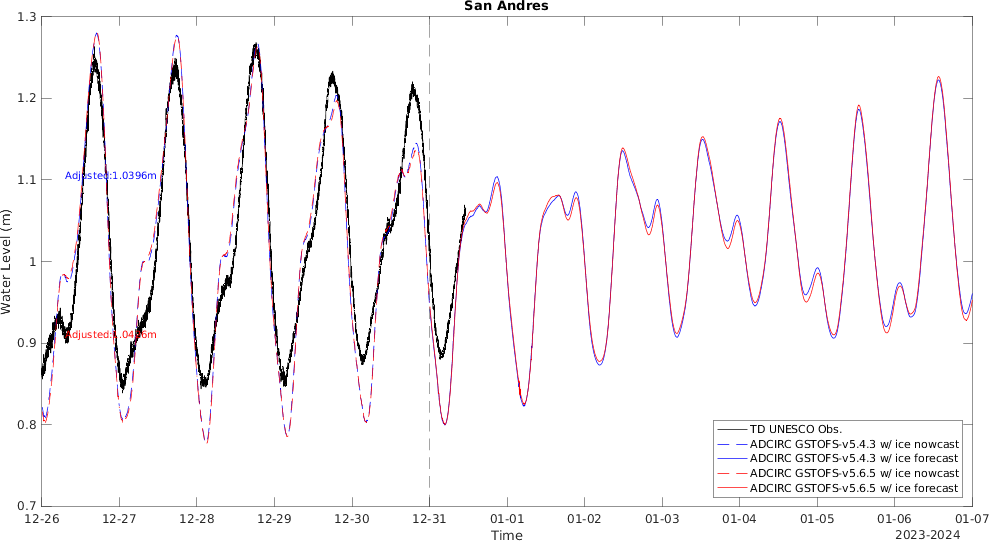 San Andres
1.3
1.2
1.1
1
0.9
0.8
0.7
Water Level (m)
Adjusted:1.0396m
12-26
12-27
12-28
12-29
12-30
12-31
01-01
01-02
01-03
01-04
01-05
01-06
01-07
Time
2023-2024
TD UNESCO Obs.
ADCIRC GSTOFS-v5.4.3 w/ ice nowcast
ADCIRC GSTOFS-v5.4.3 w/ ice forecast
ADCIRC GSTOFS-v5.6.5 w/ ice nowcast
ADCIRC GSTOFS-v5.6.5 w/ ice forecast